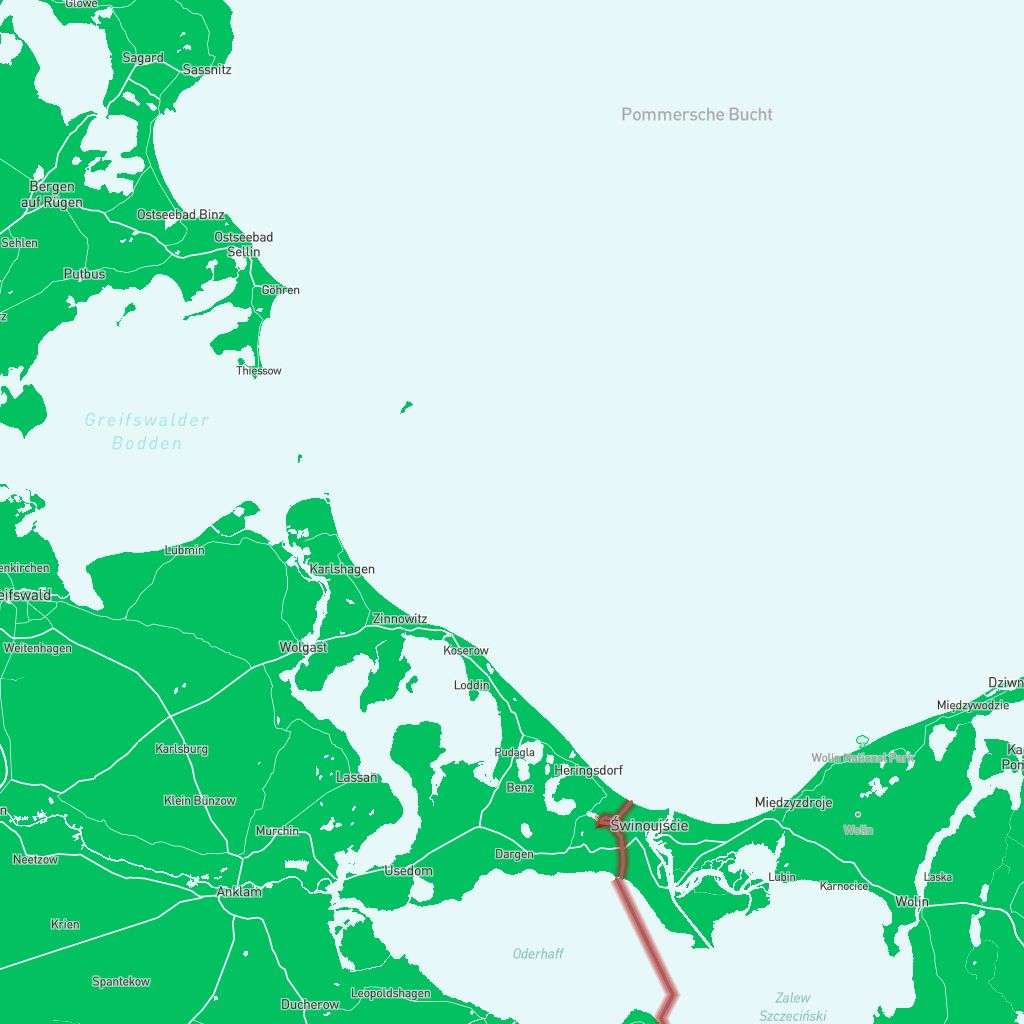 Glowe
Sagard
Sassnitz
Pommersche Bucht
Bergen
auf Rügen
Ostseebad Binz
Sehlen
Ostseebad
Sellin
Putbus
Göhren
Thiessow
Greifswalder
Bodden
Lubmin
enkirchen
Karlshagen
eifswald
Zinnowitz
Weitenhagen
Wolgast
Koserow
Loddin
Dziwn
Międzywodzie
Karlsburg
Pudagla
Wolin National Park
Ka
Pom
Lassan
Heringsdorf
Benz
Klein Bünzow
Międzyzdroje
Murchin
Świnoujście
Wolin
Neetzow
Dargen
Usedom
Lubin
Laska
Karnocice
Anklam
Wolin
Krien
Oderhaff
Spantekow
Leopoldshagen
Ducherow
Zalew
Szczeciński